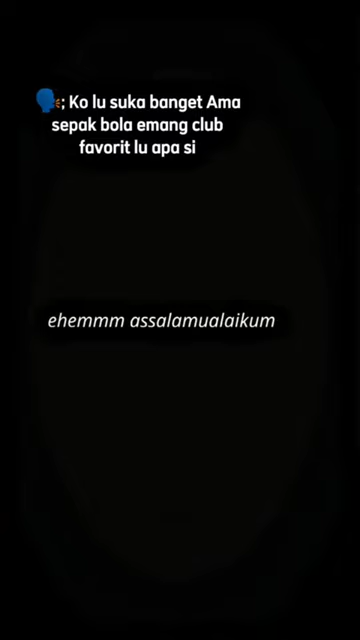 🗣️; Ko lu suka banget Ama
sepak bola emang club
favorit lu apa si
ehemmm assalamualaikum